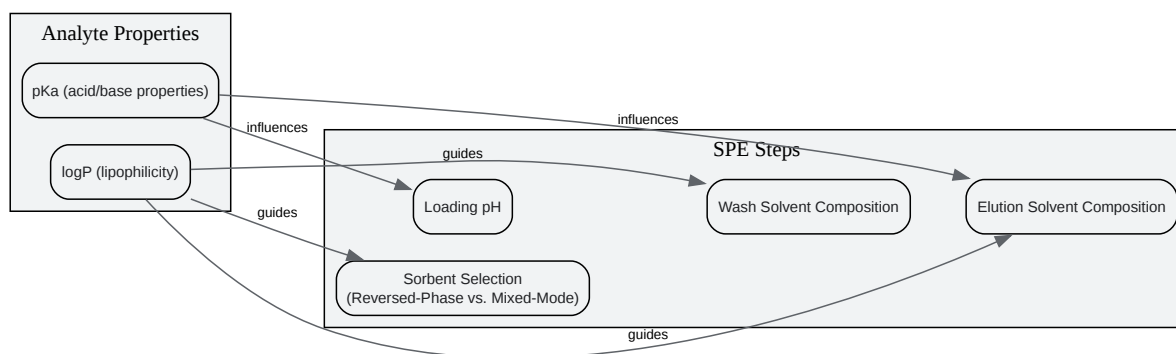 Analyte Properties
pKa (acid/base properties)
influences
influences
SPE Steps
logP (lipophilicity)
guides
guides
Loading pH
Wash Solvent Composition
Elution Solvent Composition
Sorbent Selection
(Reversed-Phase vs. Mixed-Mode)
guides